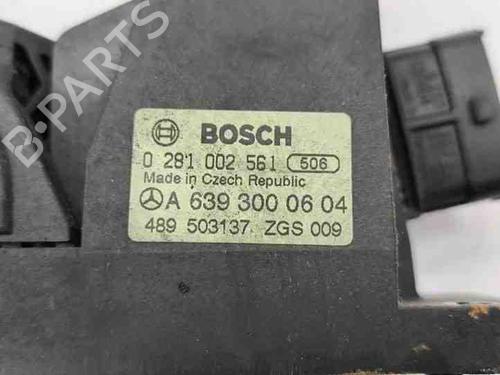 B-PARTS
BOSCH
0 281 002 561 506
Made in Czech Republic
A 639 300 06 04
489 503137 ZGS 009